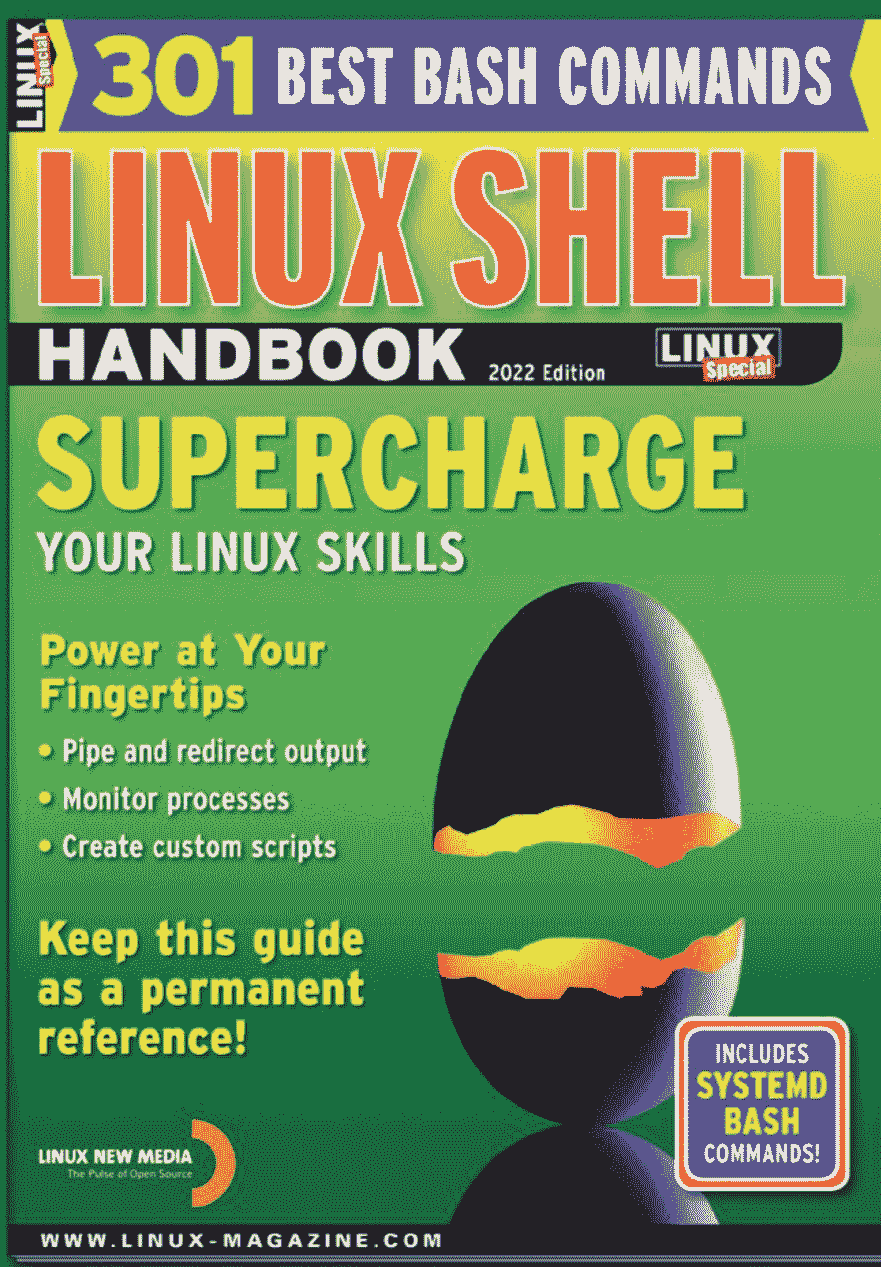 LINUX
Special
301 BEST BASH COMMANDS
LINUX SHELL
HANDBOOK 2022 Edition
LINUX
Special
SUPERCHARGE
YOUR LINUX SKILLS
Power at Your
Fingertips
• Pipe and redirect output
• Monitor processes
• Create custom scripts
Keep this guide
as a permanent
reference!
INCLUDES
SYSTEMD
BASH
COMMANDS!
LINUX NEW MEDIA
The Pulse of Open Source
WWW.LINUX-MAGAZINE.COM